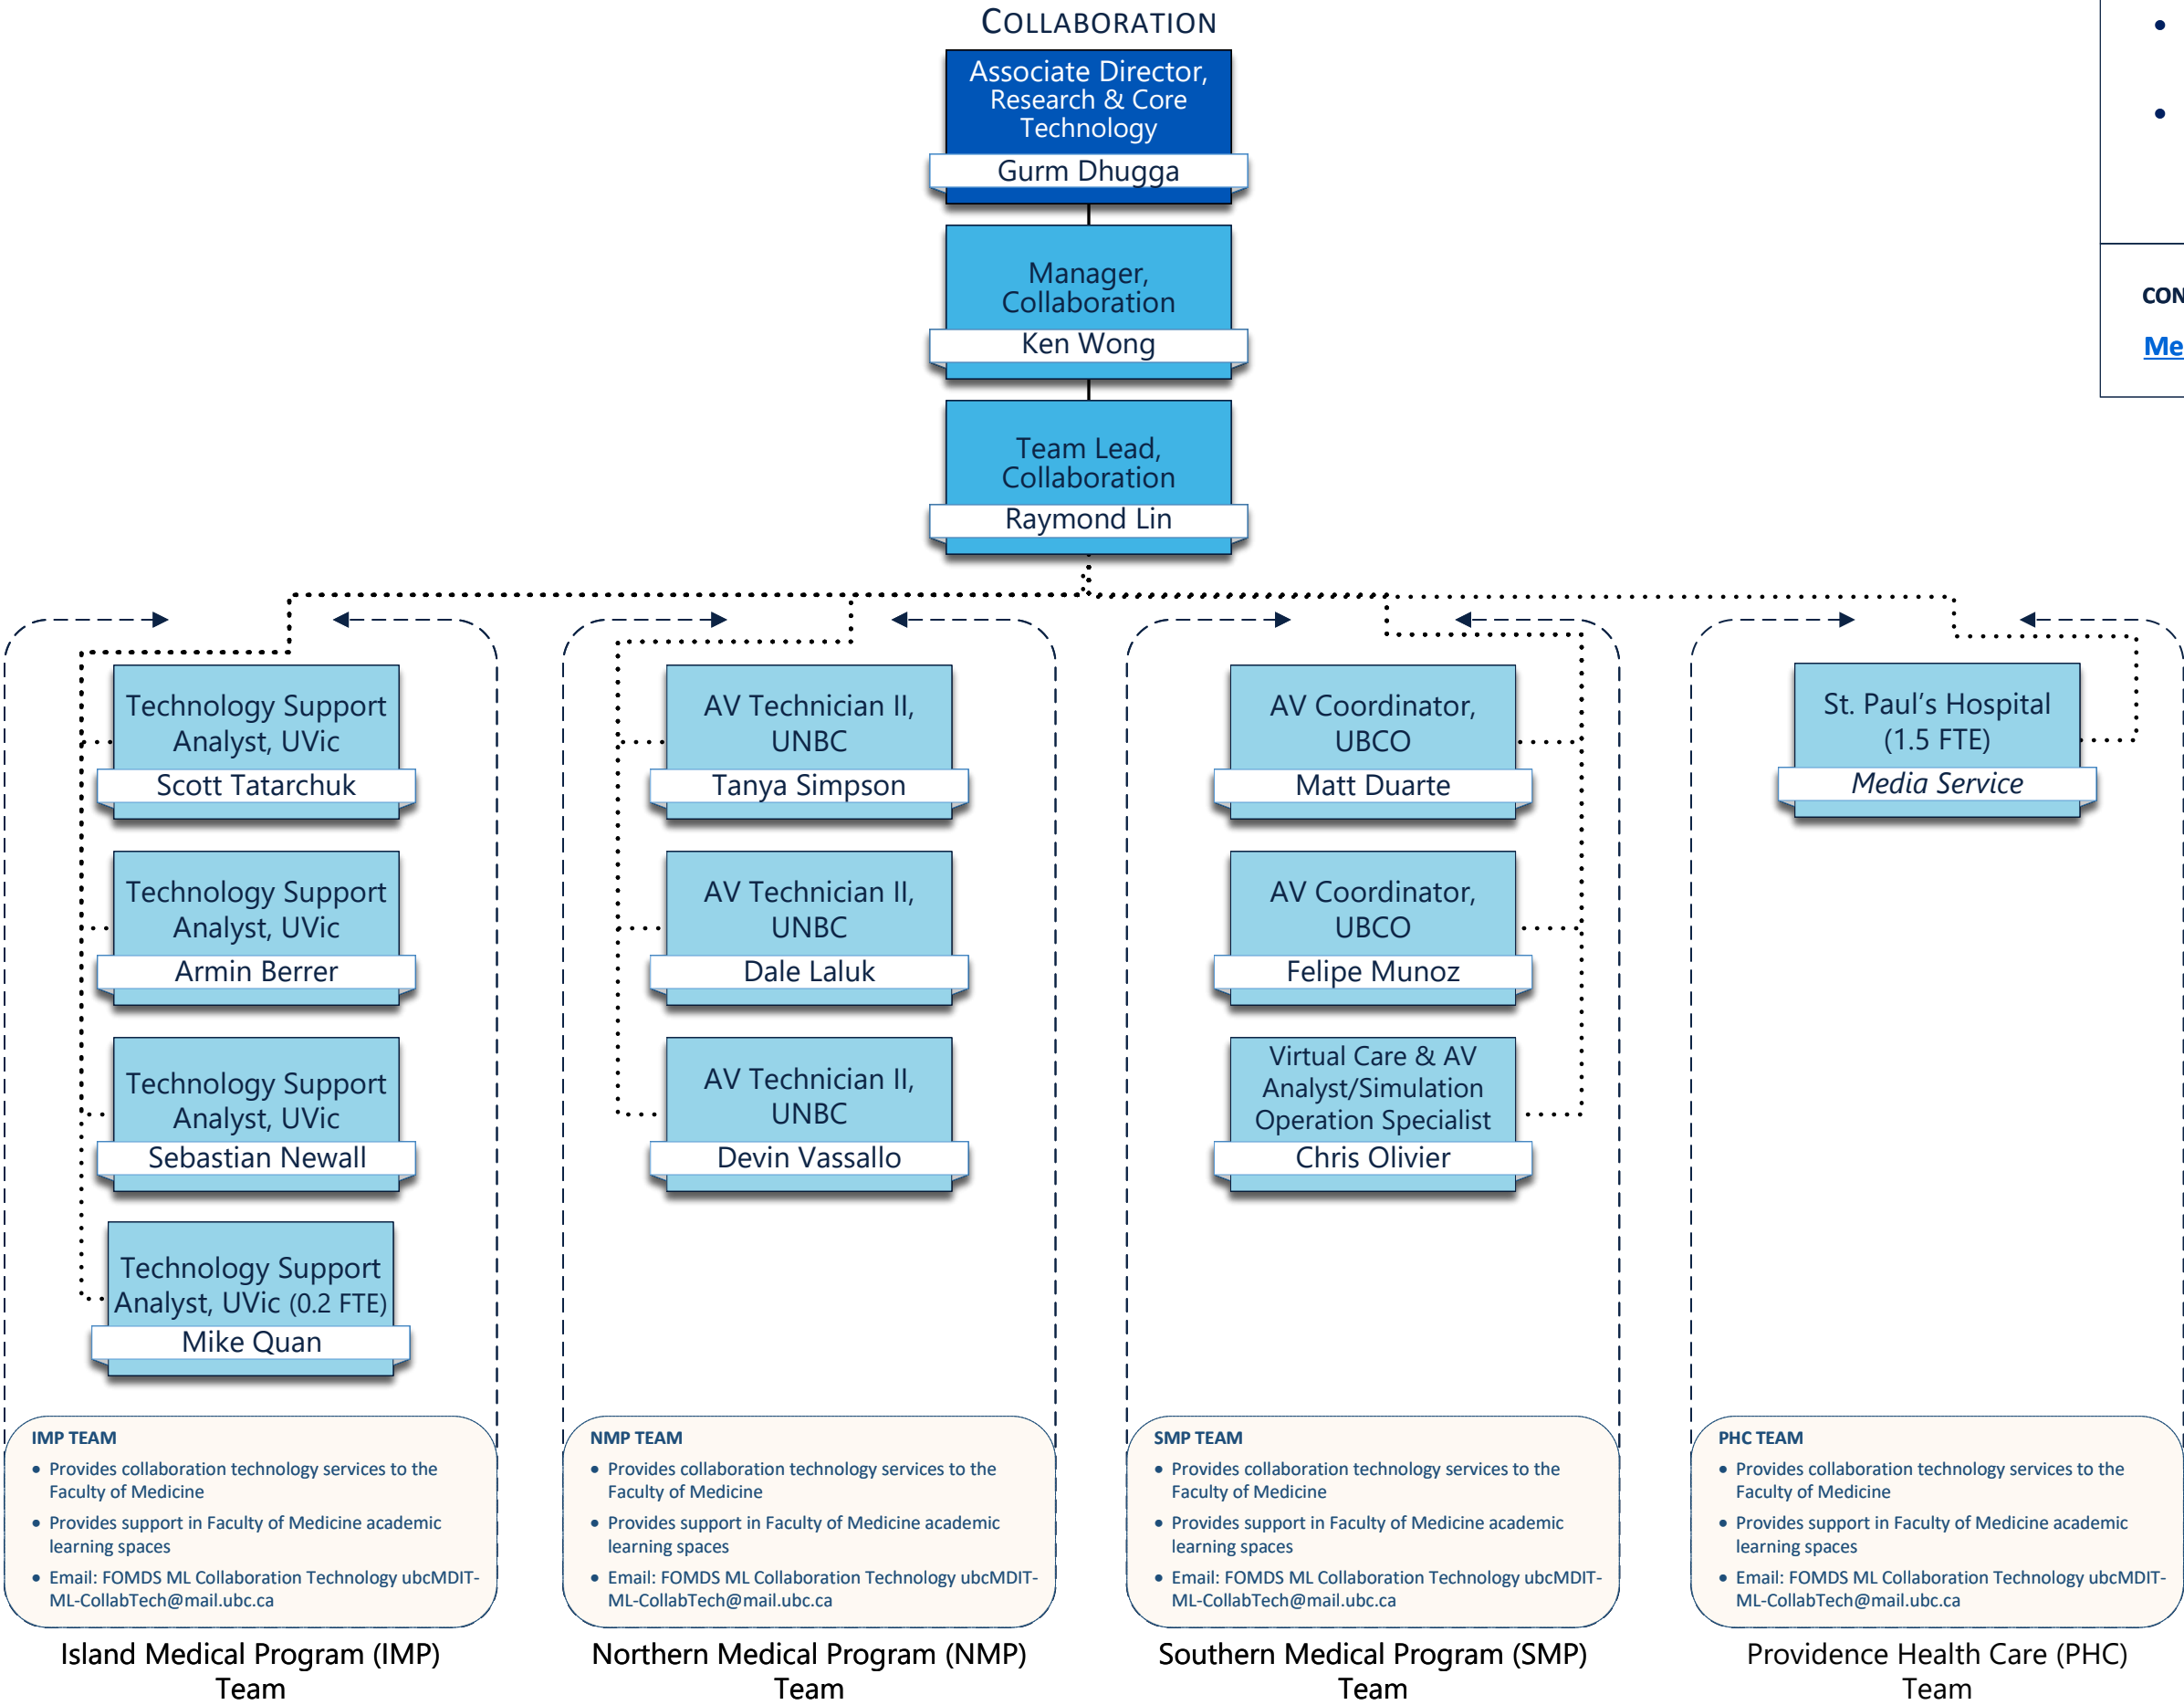 COLLABORATION
Associate Director,
Research & Core
Technology
Gurm Dhugga
Manager,
Collaboration
Ken Wong
Team Lead,
Collaboration
Raymond Lin
Technology Support
Analyst, UVic
Scott Tatarchuk
Technology Support
Analyst, UVic
Armin Berrer
Technology Support
Analyst, UVic
Sebastian Newall
Technology Support
Analyst, UVic (0.2 FTE)
Mike Quan
IMP TEAM
• Provides collaboration technology services to the
Faculty of Medicine
• Provides support in Faculty of Medicine academic
learning spaces
• Email: FOMDS ML Collaboration Technology ubcMDIT-
ML-CollabTech@mail.ubc.ca
Island Medical Program (IMP)
Team
AV Technician II,
UNBC
Tanya Simpson
AV Technician II,
UNBC
Dale Laluk
AV Technician II,
UNBC
Devin Vassallo
NMP TEAM
• Provides collaboration technology services to the
Faculty of Medicine
• Provides support in Faculty of Medicine academic
learning spaces
• Email: FOMDS ML Collaboration Technology ubcMDIT-
ML-CollabTech@mail.ubc.ca
Northern Medical Program (NMP)
Team
AV Coordinator,
UBCO
Matt Duarte
AV Coordinator,
UBCO
Felipe Munoz
Virtual Care & AV
Analyst/Simulation
Operation Specialist
Chris Olivier
SMP TEAM
• Provides collaboration technology services to the
Faculty of Medicine
• Provides support in Faculty of Medicine academic
learning spaces
• Email: FOMDS ML Collaboration Technology ubcMDIT-
ML-CollabTech@mail.ubc.ca
Southern Medical Program (SMP)
Team
St. Paul’s Hospital
(1.5 FTE)
Media Service
PHC TEAM
• Provides collaboration technology services to the
Faculty of Medicine
• Provides support in Faculty of Medicine academic
learning spaces
• Email: FOMDS ML Collaboration Technology ubcMDIT-
ML-CollabTech@mail.ubc.ca
Providence Health Care (PHC)
Team